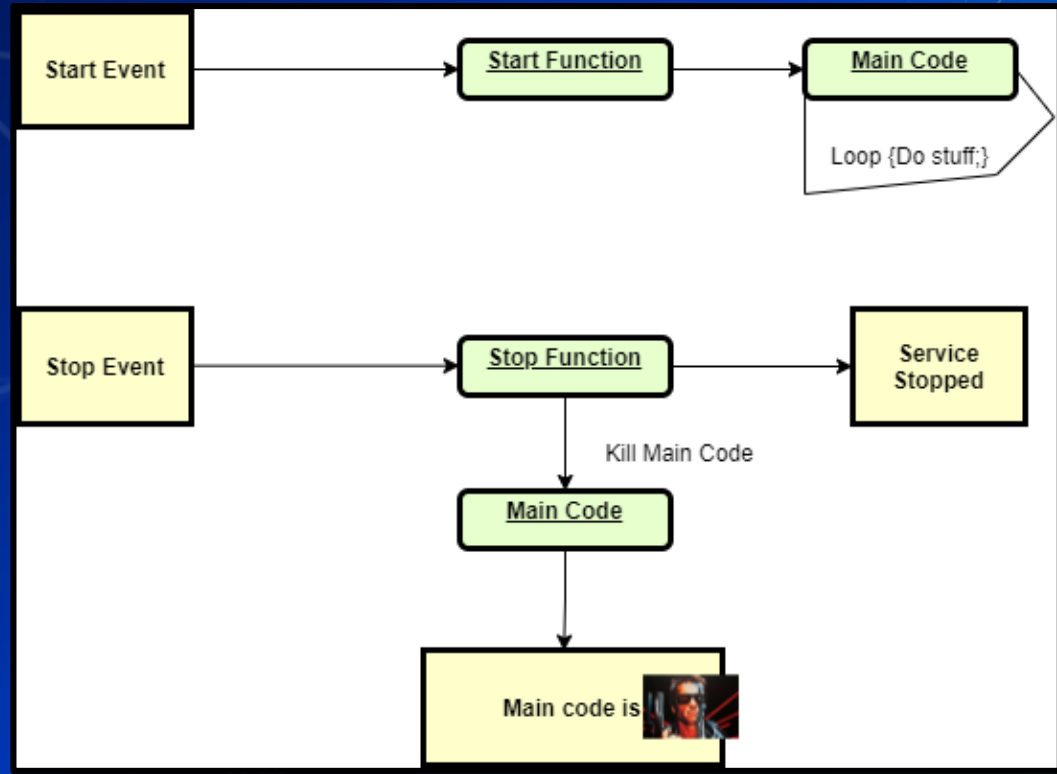 Start Event
Start Function
Main Code
Loop {Do stuff;}
Stop Event
Stop Function
Service
Stopped
Kill Main Code
Main Code
Main code is